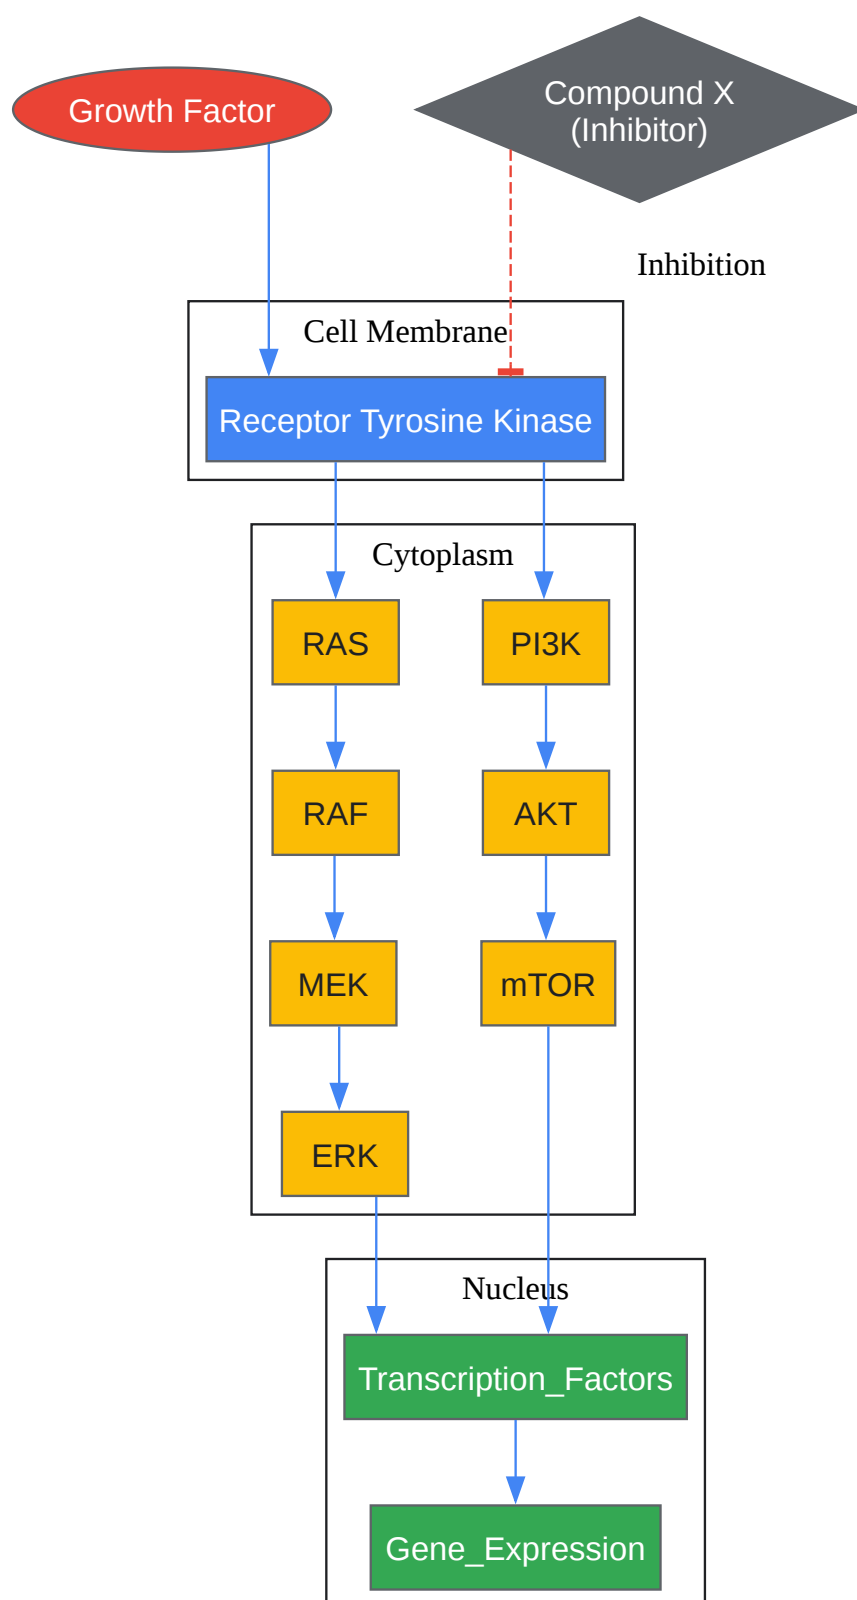 Growth Factor
Compound X
(Inhibitor)
Inhibition
Cell Membrane
Receptor Tyrosine Kinase
Cytoplasm
RAS
PI3K
RAF
AKT
MEK
mTOR
ERK
Nucleus
Transcription_Factors
Gene_Expression